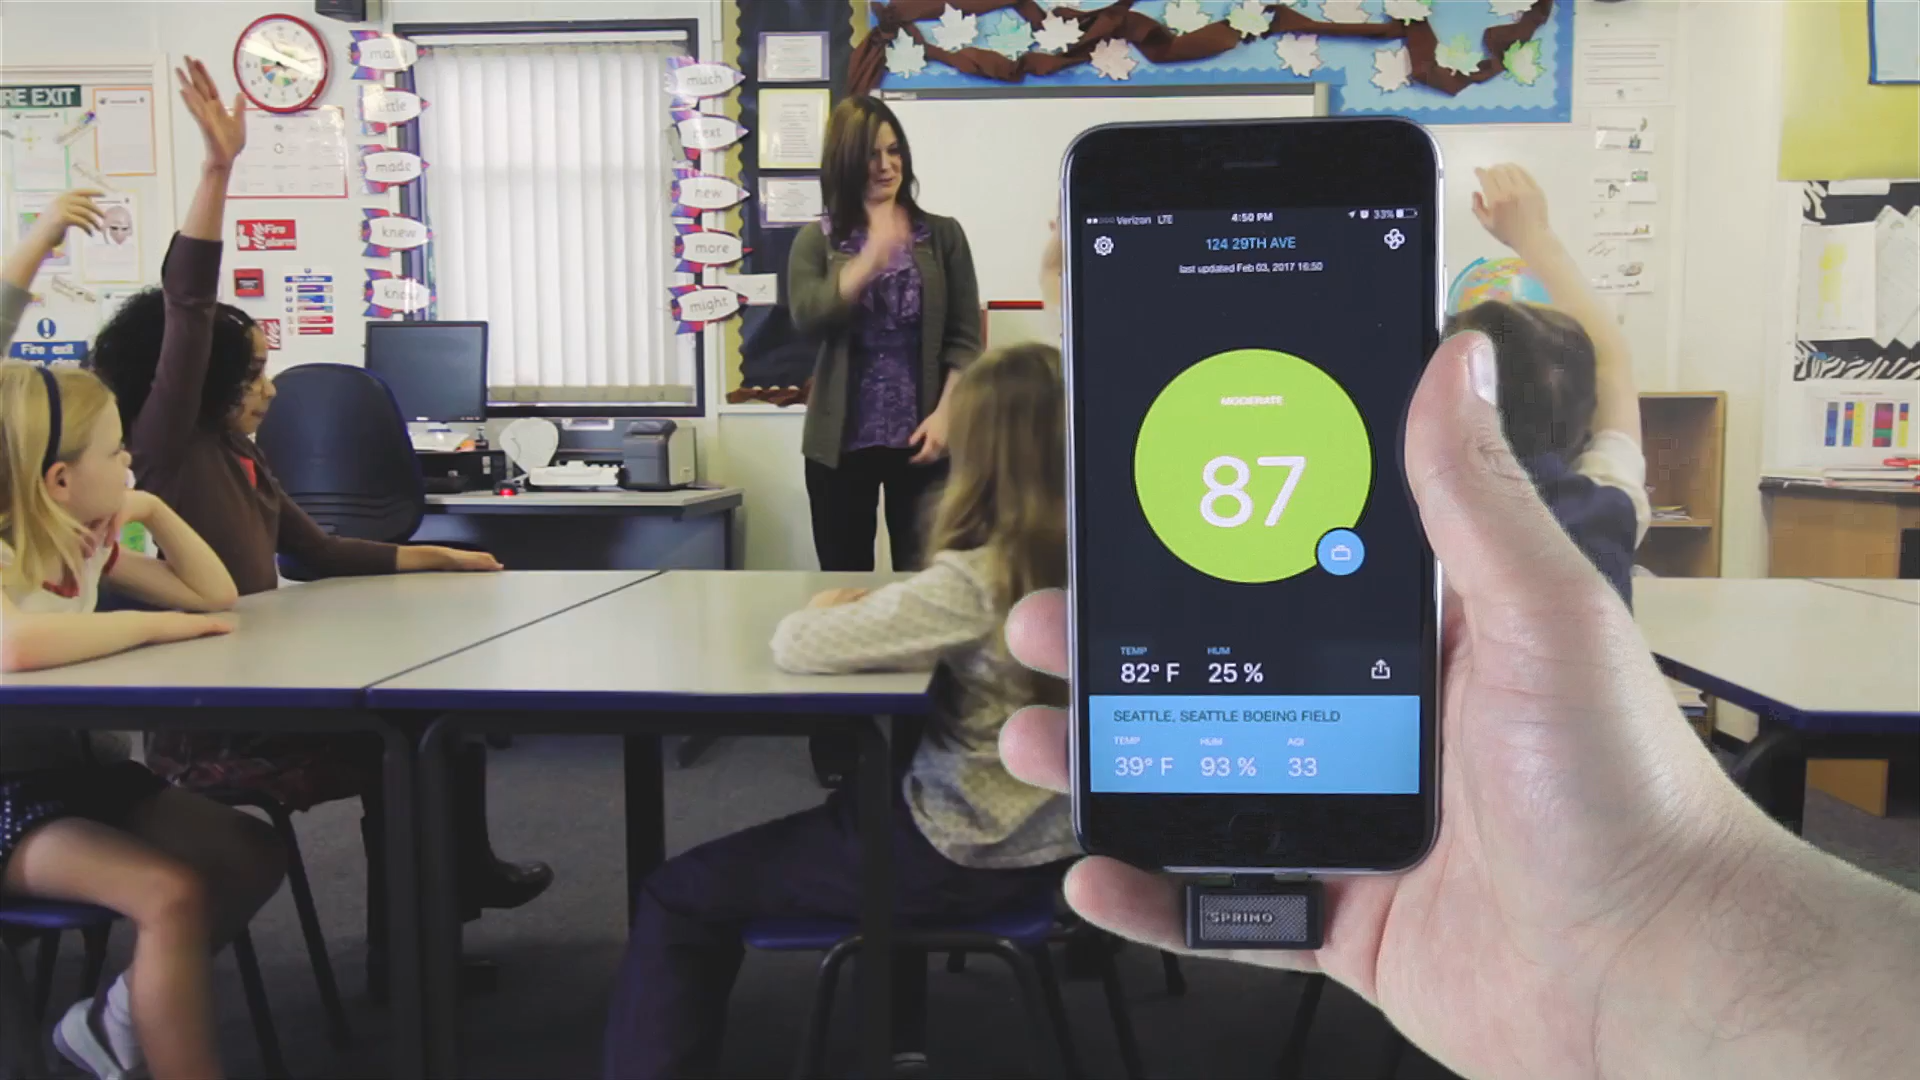 RE EXIT
much
little
next
made
new
knew
more
know
might
Fire
alarm
Fire exit
Verizon LTE
4:50 PM
33%
124 29TH AVE
last updated Feb 03, 2017 16:50
MODERATE
87
TEMP
HUM
82° F
25 %
SEATTLE, SEATTLE BOEING FIELD
TEMP
HUM
AQI
39° F
93 %
33
SPRIMO